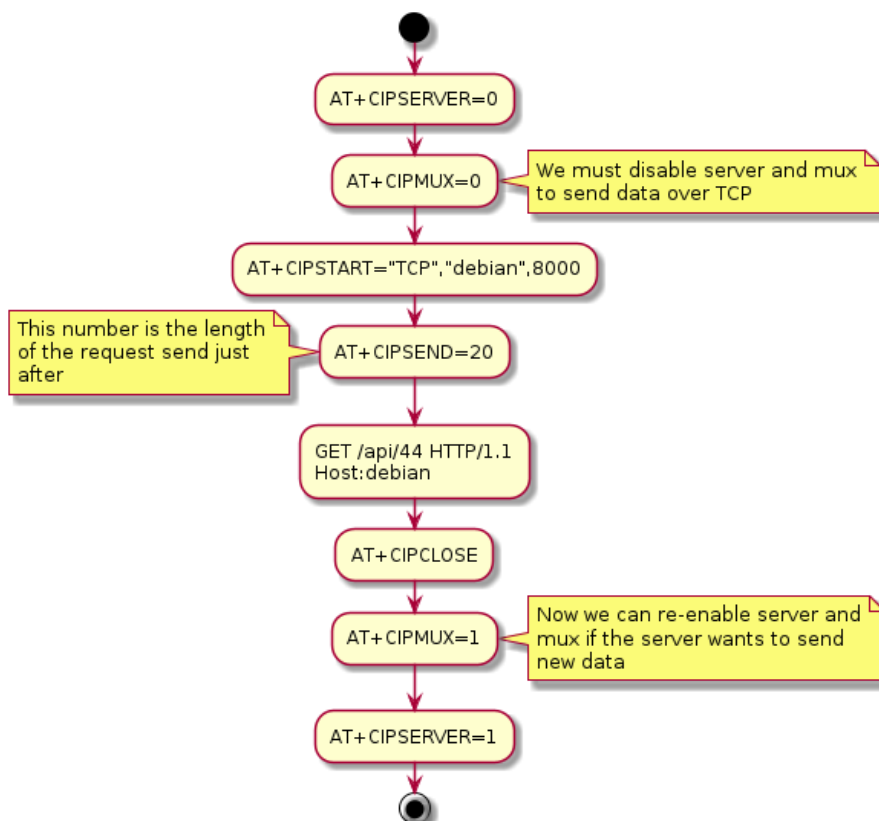 AT+CIPSERVER=0
AT+CIPMUX=0
We must disable server and mux
to send data over TCP
AT+CIPSTART="TCP","debian",8000
This number is the length
of the request send just
after
AT+CIPSEND=20
GET /api/44 HTTP/1.1
Host:debian
AT+CIPCLOSE
AT+CIPMUX=1
Now we can re-enable server and
mux if the server wants to send
new data
AT+CIPSERVER=1